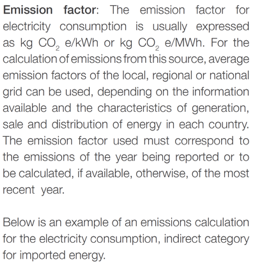 Emission factor: The emission factor for
electricity consumption is usually expressed
as kg CO₂ e/kWh or kg CO₂ e/MWh. For the
calculation of emissions from this source, average
emission factors of the local, regional or national
grid can be used, depending on the information
available and the characteristics of generation,
sale and distribution of energy in each country.
The emission factor used must correspond to
the emissions of the year being reported or to
be calculated, if available, otherwise, of the most
recent year.
Below is an example of an emissions calculation
for the electricity consumption, indirect category
for imported energy.